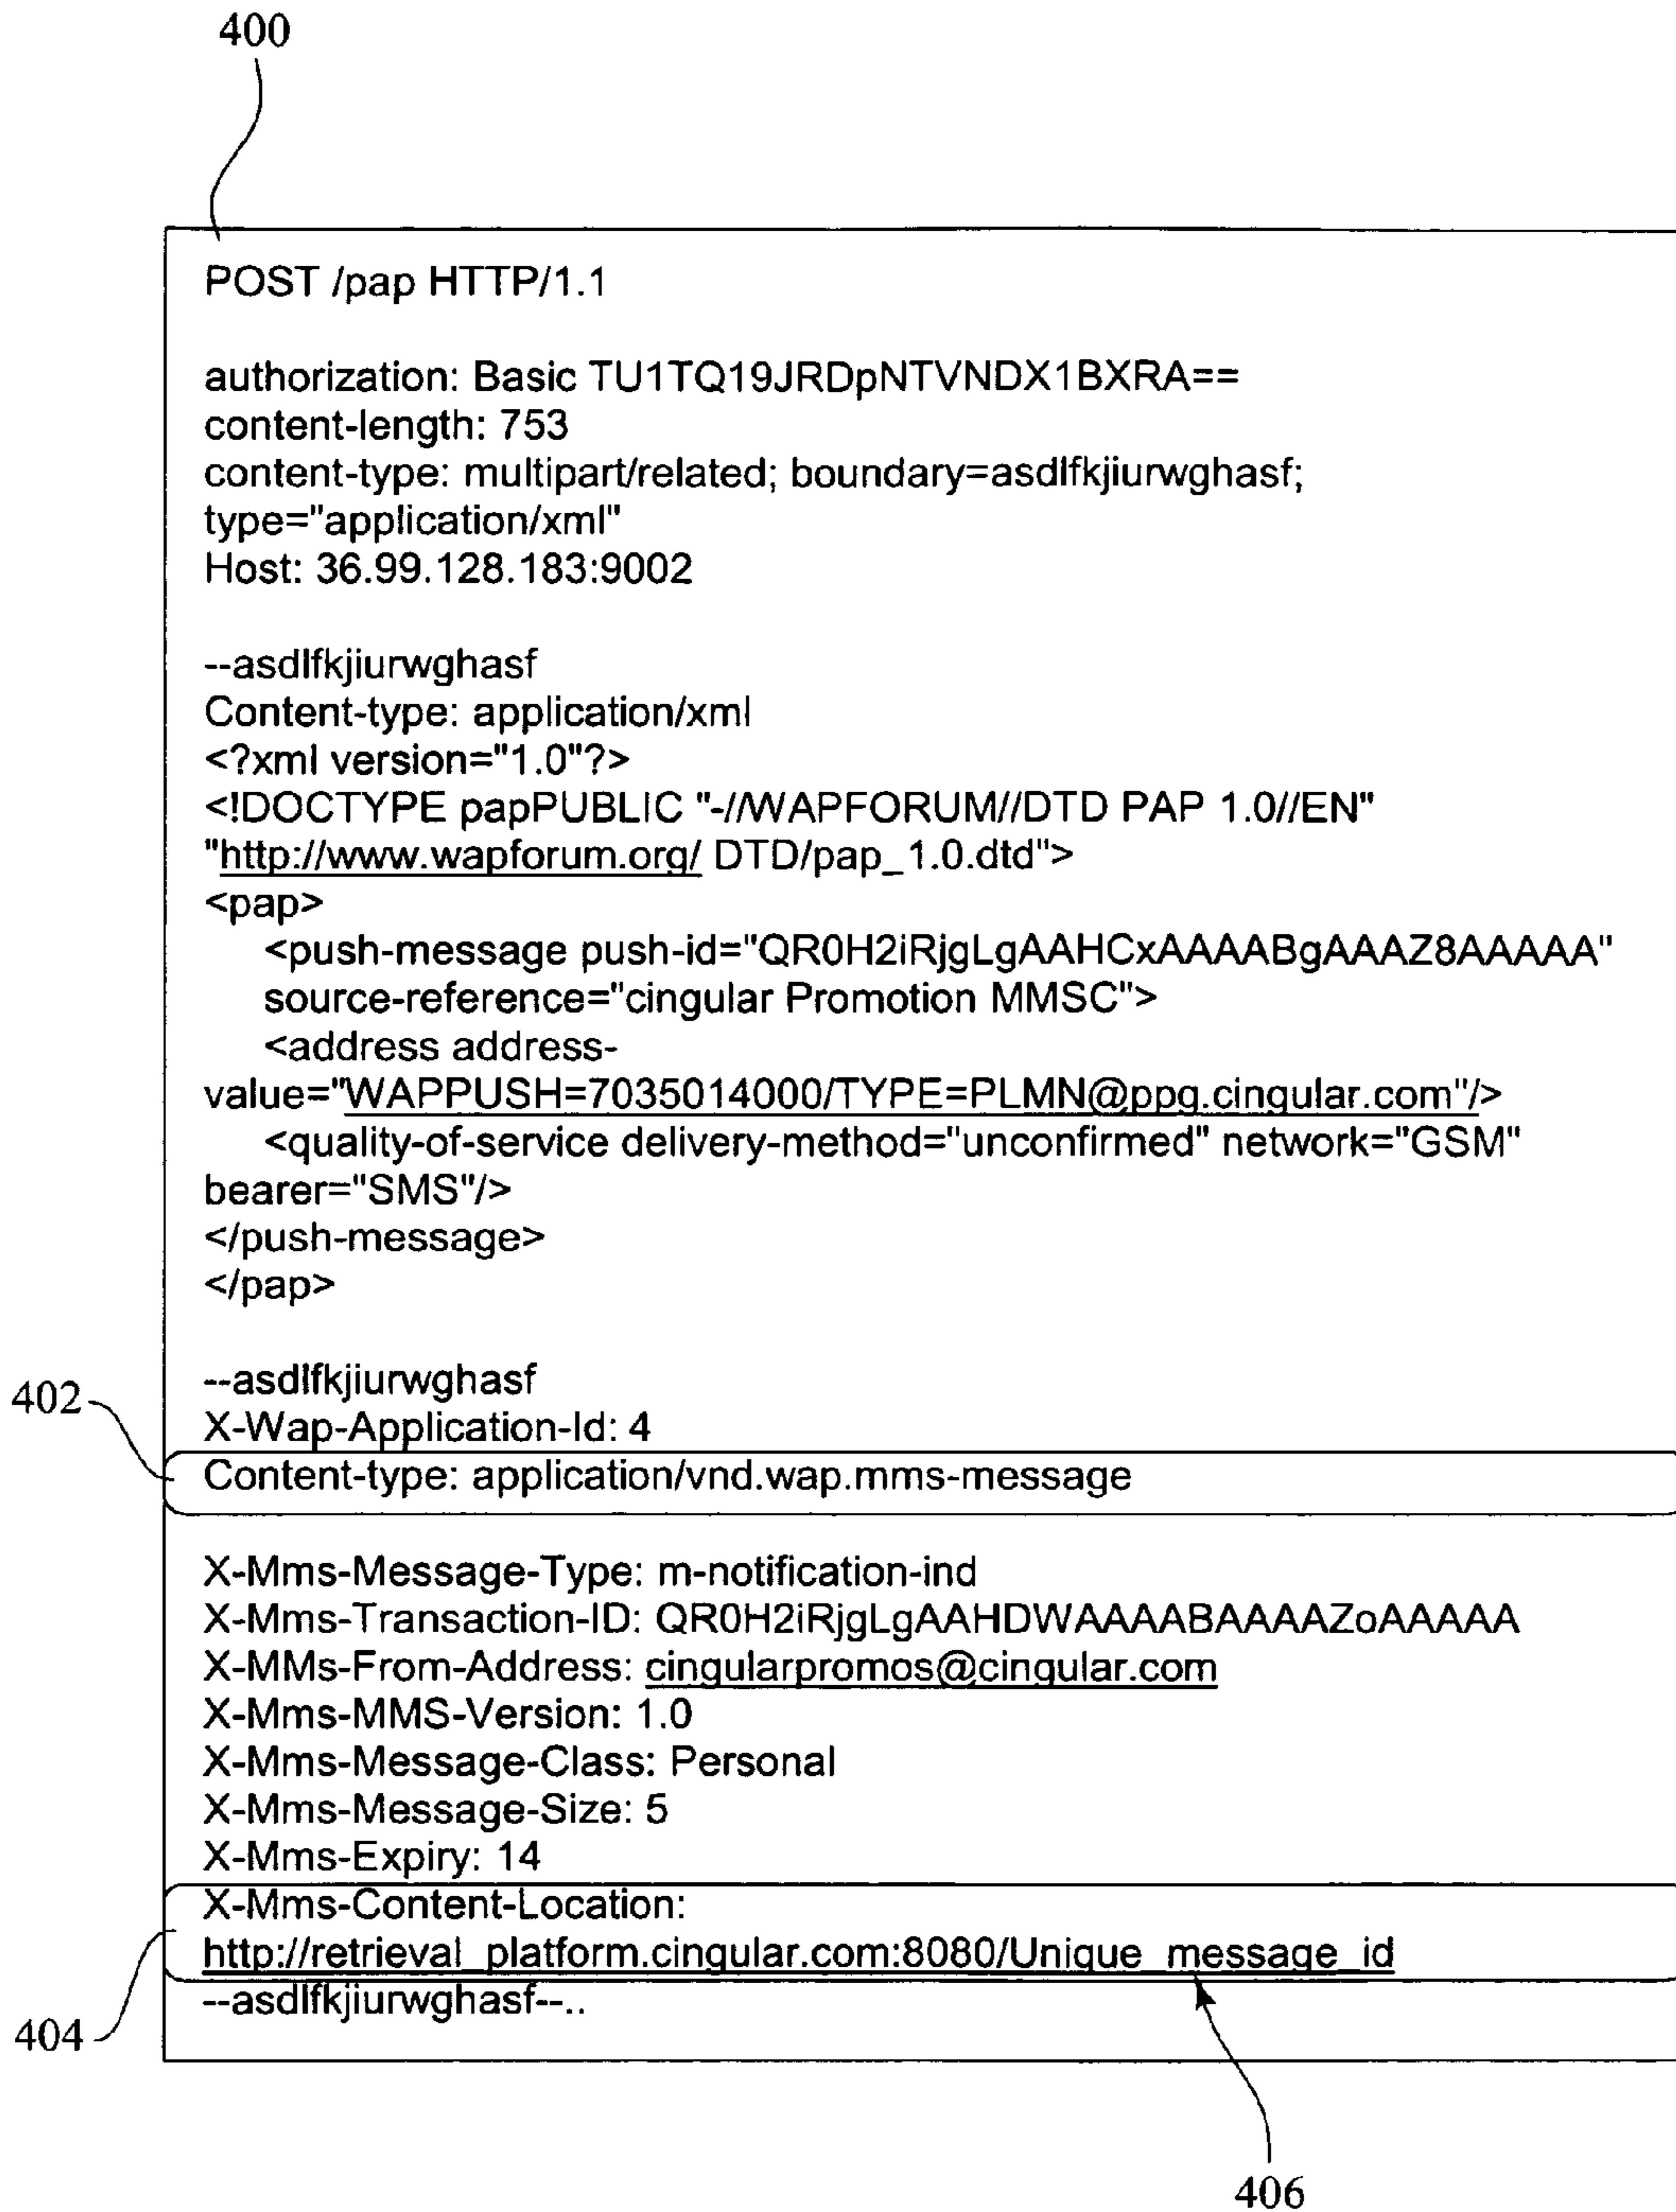 400
POST /pap HTTP/1.1
authorization: Basic TU1TQ19JRDpNTVNDX1BXRA==
content-length: 753
content-type: multipart/related; boundary=asdlfkjiurwghasf;
type="application/xml"
Host: 36.99.128.183:9002
--asdlfkjiurwghasf
Content-type: application/xml
<?xml version="1.0"?>
<!DOCTYPE papPUBLIC "-//WAPFORUM//DTD PAP 1.0//EN"
"http://www.wapforum.org/ DTD/pap_1.0.dtd">
<pap>
<push-message push-id="QR0H2iRjgLgAAHCxAAAABgAAAZ8AAAAA"
source-reference="cingular Promotion MMSC">
<address address-
value="WAPPUSH=7035014000/TYPE=PLMN@ppg.cingular.com"/>
<quality-of-service delivery-method="unconfirmed" network="GSM"
bearer="SMS"/>
</push-message>
</pap>
--asdlfkjiurwghasf
X-Wap-Application-Id: 4
402
Content-type: application/vnd.wap.mms-message
X-Mms-Message-Type: m-notification-ind
X-Mms-Transaction-ID: QR0H2iRjgLgAAHDWAAAABAAAAZoAAAAA
X-MMs-From-Address: cingularpromos@cingular.com
X-Mms-MMS-Version: 1.0
X-Mms-Message-Class: Personal
X-Mms-Message-Size: 5
X-Mms-Expiry: 14
X-Mms-Content-Location:
http://retrieval_platform.cingular.com:8080/Unique_message_id
--asdlfkjiurwghasf--..
404
406